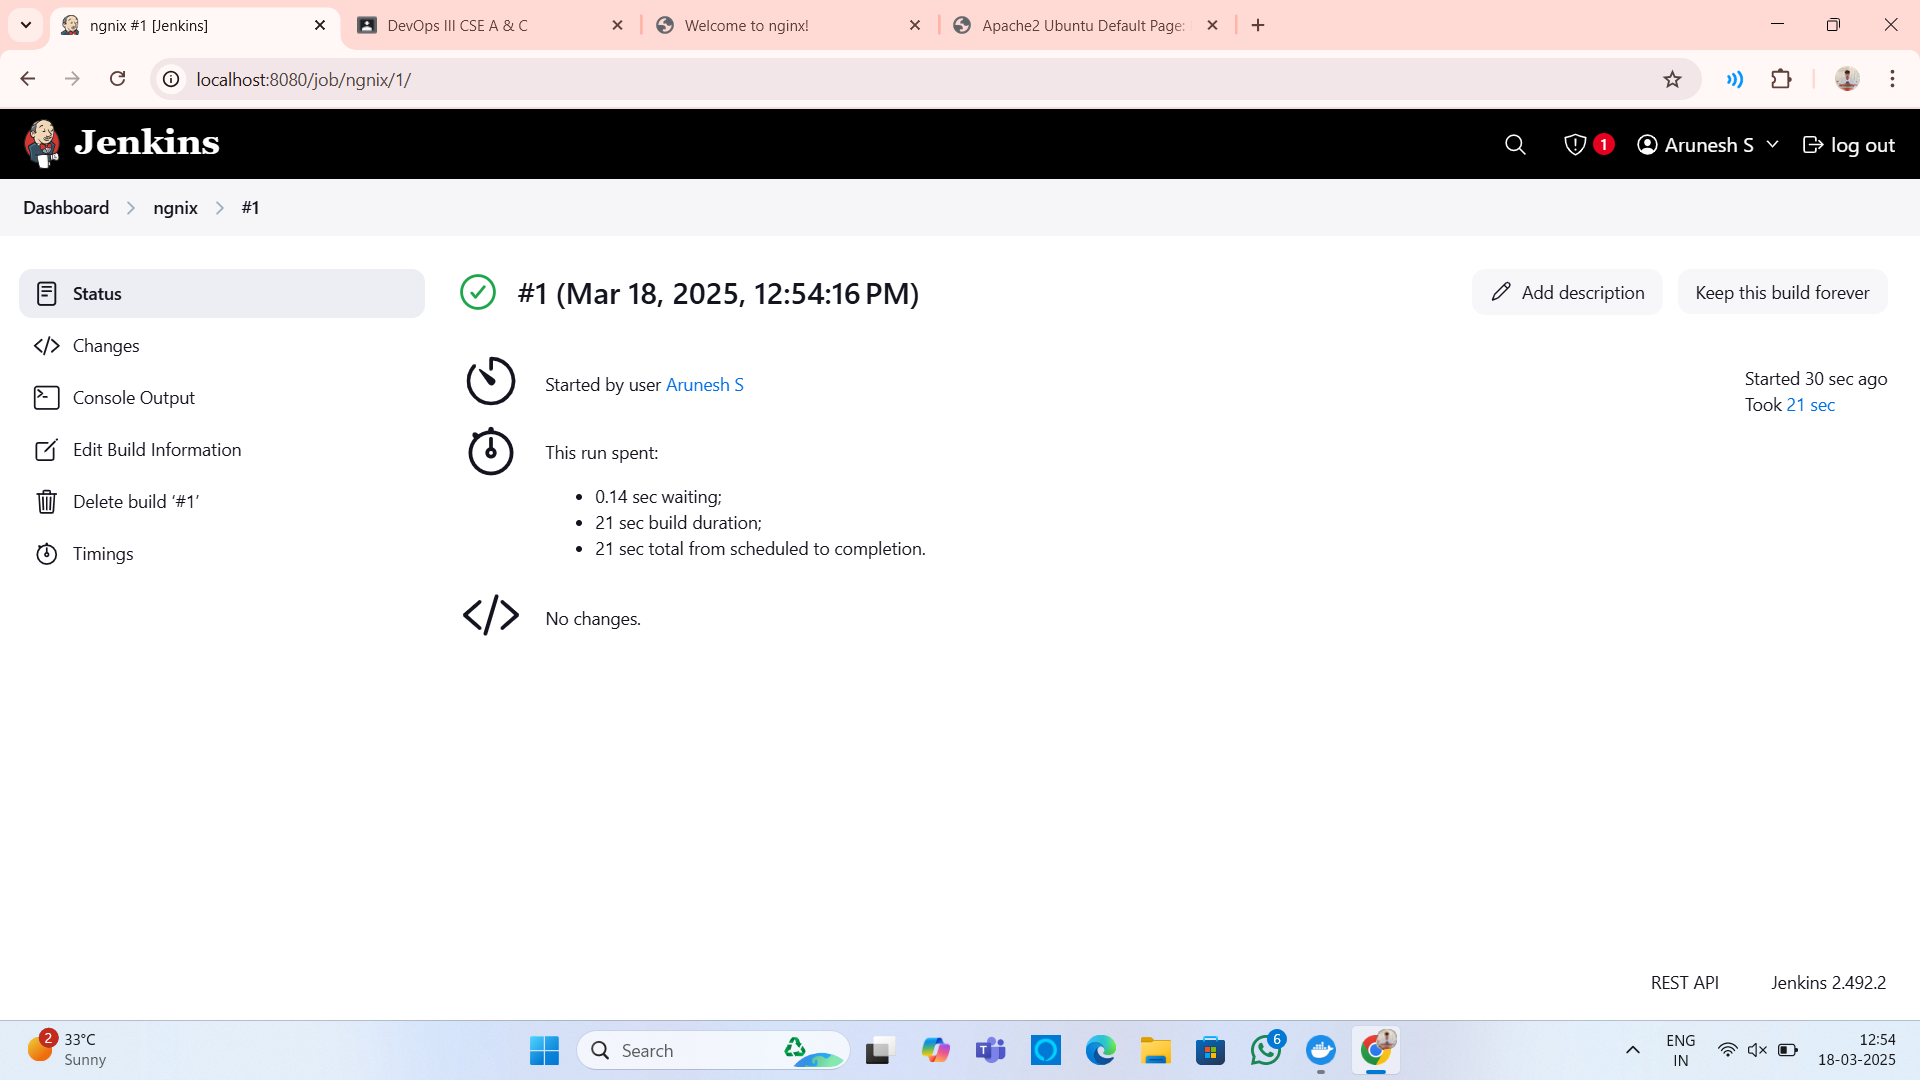 ngnix #1 [Jenkins]
DevOps III CSE A & C
Welcome to nginx!
Apache2 Ubuntu Default Page:
localhost:8080/job/ngnix/1/
Jenkins
1
Arunesh S
log out
Dashboard
ngnix
#1
Status
Changes
Console Output
Edit Build Information
Delete build ‘#1’
Timings
#1 (Mar 18, 2025, 12:54:16 PM)
Add description
Keep this build forever
Started by user Arunesh S
Started 30 sec ago
Took 21 sec
This run spent:
0.14 sec waiting;
21 sec build duration;
21 sec total from scheduled to completion.
No changes.
REST API
Jenkins 2.492.2
2
33°C
Sunny
Search
6
ENG
IN
12:54
18-03-2025